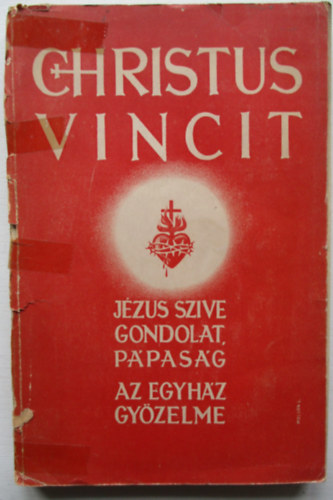 CHRISTUS
VINCIT
JÉZUS SZIVE
GONDOLAT,
PÁPASÁG
AZ EGYHÁZ
GYŐZELME